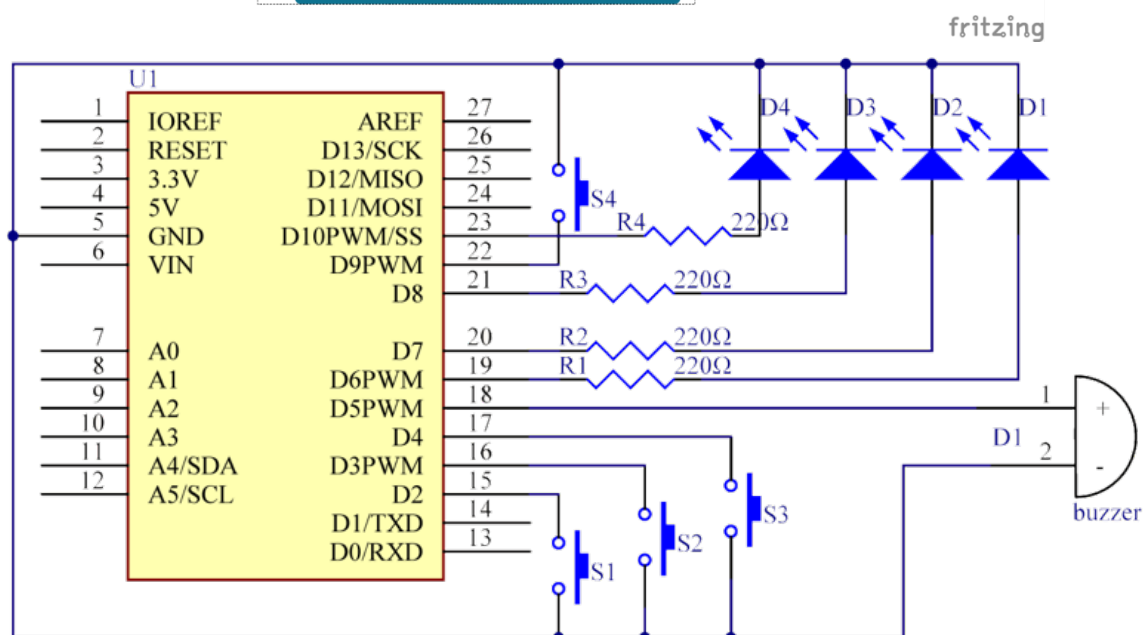 fritzing
U1
1 IOREF AREF 27
2 RESET D13/SCK 26
3 3.3V D12/MISO 25
4 5V D11/MOSI 24
5 GND D10PWM/SS 23
6 VIN D9PWM 22
D8 21
7 A0 D7 20
8 A1 D6PWM 19
9 A2 D5PWM 18
10 A3 D4 17
11 A4/SDA D3PWM 16
12 A5/SCL D2 15
D1/TXD 14
D0/RXD 13
D4 D3 D2 D1
S4
R4 220Ω
R3 220Ω
R2 220Ω
R1 220Ω
1 +
D1 2 -
buzzer
S3
S2
S1